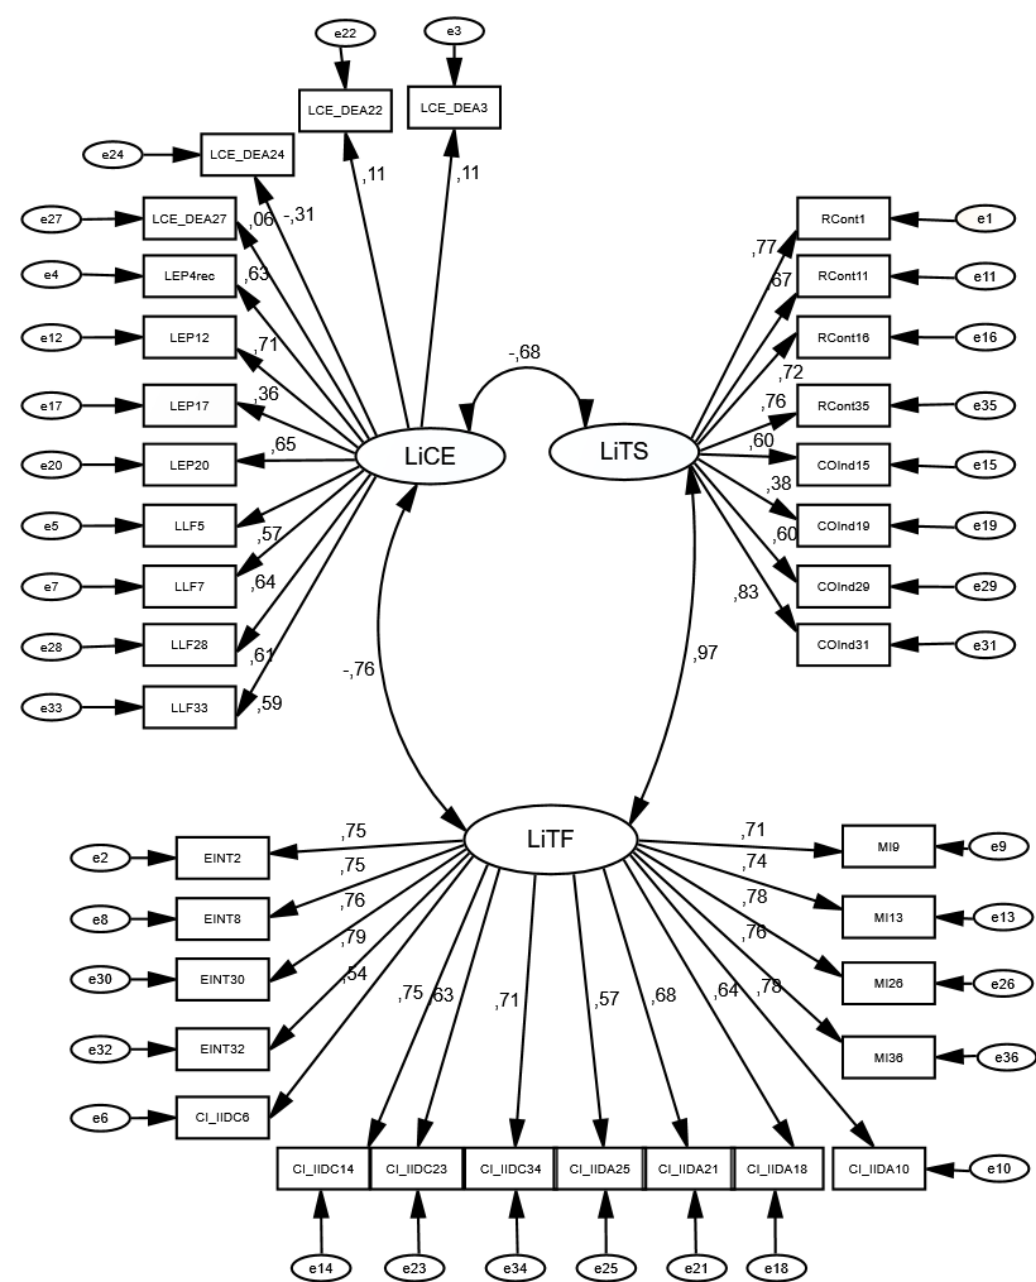 e22
e3
LCE_DEA22
LCE_DEA3
e24
LCE_DEA24
,11
,11
e27
LCE_DEA27
,06
-,31
RCont1
e1
e4
LEP4rec
,63
,77
,67
RCont11
e11
e12
LEP12
,71
-,68
,72
RCont16
e16
e17
LEP17
,36
,76
RCont35
e35
e20
LEP20
,65
LiCE
LiTS
,60
COInd15
e15
e5
LLF5
,57
,38
COInd19
e19
e7
LLF7
,64
,60
COInd29
e29
e28
LLF28
,61
,83
COInd31
e31
e33
LLF33
,59
-,76
,97
e2
EINT2
,75
LiTF
,71
MI9
e9
e8
EINT8
,75
,74
MI13
e13
e30
EINT30
,76
,78
MI26
e26
e32
EINT32
,79
,76
MI36
e36
e6
CI_IIDC6
,54
,75
,63
,71
,57
,68
,64
,78
CI_IIDC14
CI_IIDC23
CI_IIDC34
CI_IIDA25
CI_IIDA21
CI_IIDA18
CI_IIDA10
e10
e14
e23
e34
e25
e21
e18